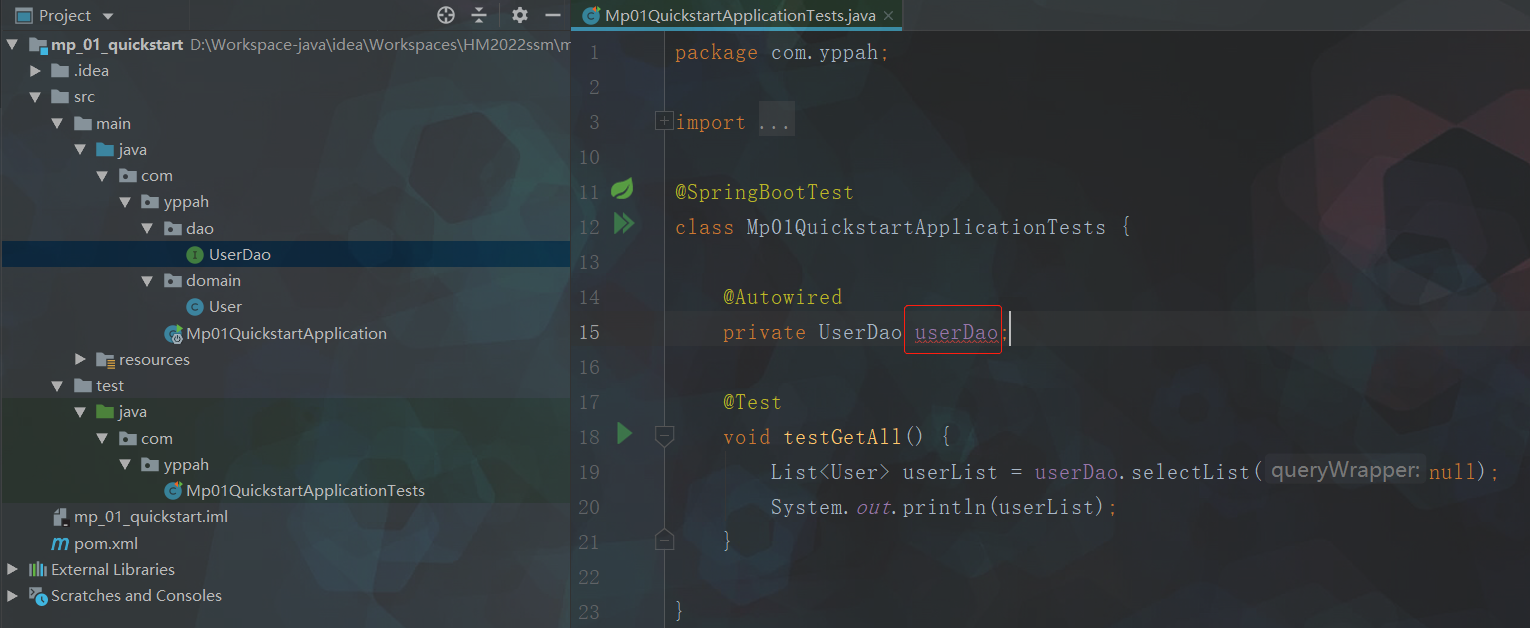 Project
mp_01_quickstart D:\Workspace-java\idea\Workspaces\HM2022ssm\m
.idea
src
main
java
com
yppah
dao
UserDao
domain
User
Mp01QuickstartApplication
resources
test
java
com
yppah
Mp01QuickstartApplicationTests
mp_01_quickstart.iml
pom.xml
External Libraries
Scratches and Consoles
Mp01QuickstartApplicationTests.java
1 package com.yppah;
2
3 import ...
10
11 @SpringBootTest
12 class Mp01QuickstartApplicationTests {
13
14 @Autowired
15 private UserDao userDao;
16
17 @Test
18 void testGetAll() {
19 List<User> userList = userDao.selectList( queryWrapper: null);
20 System.out.println(userList);
21 }
22
23 }